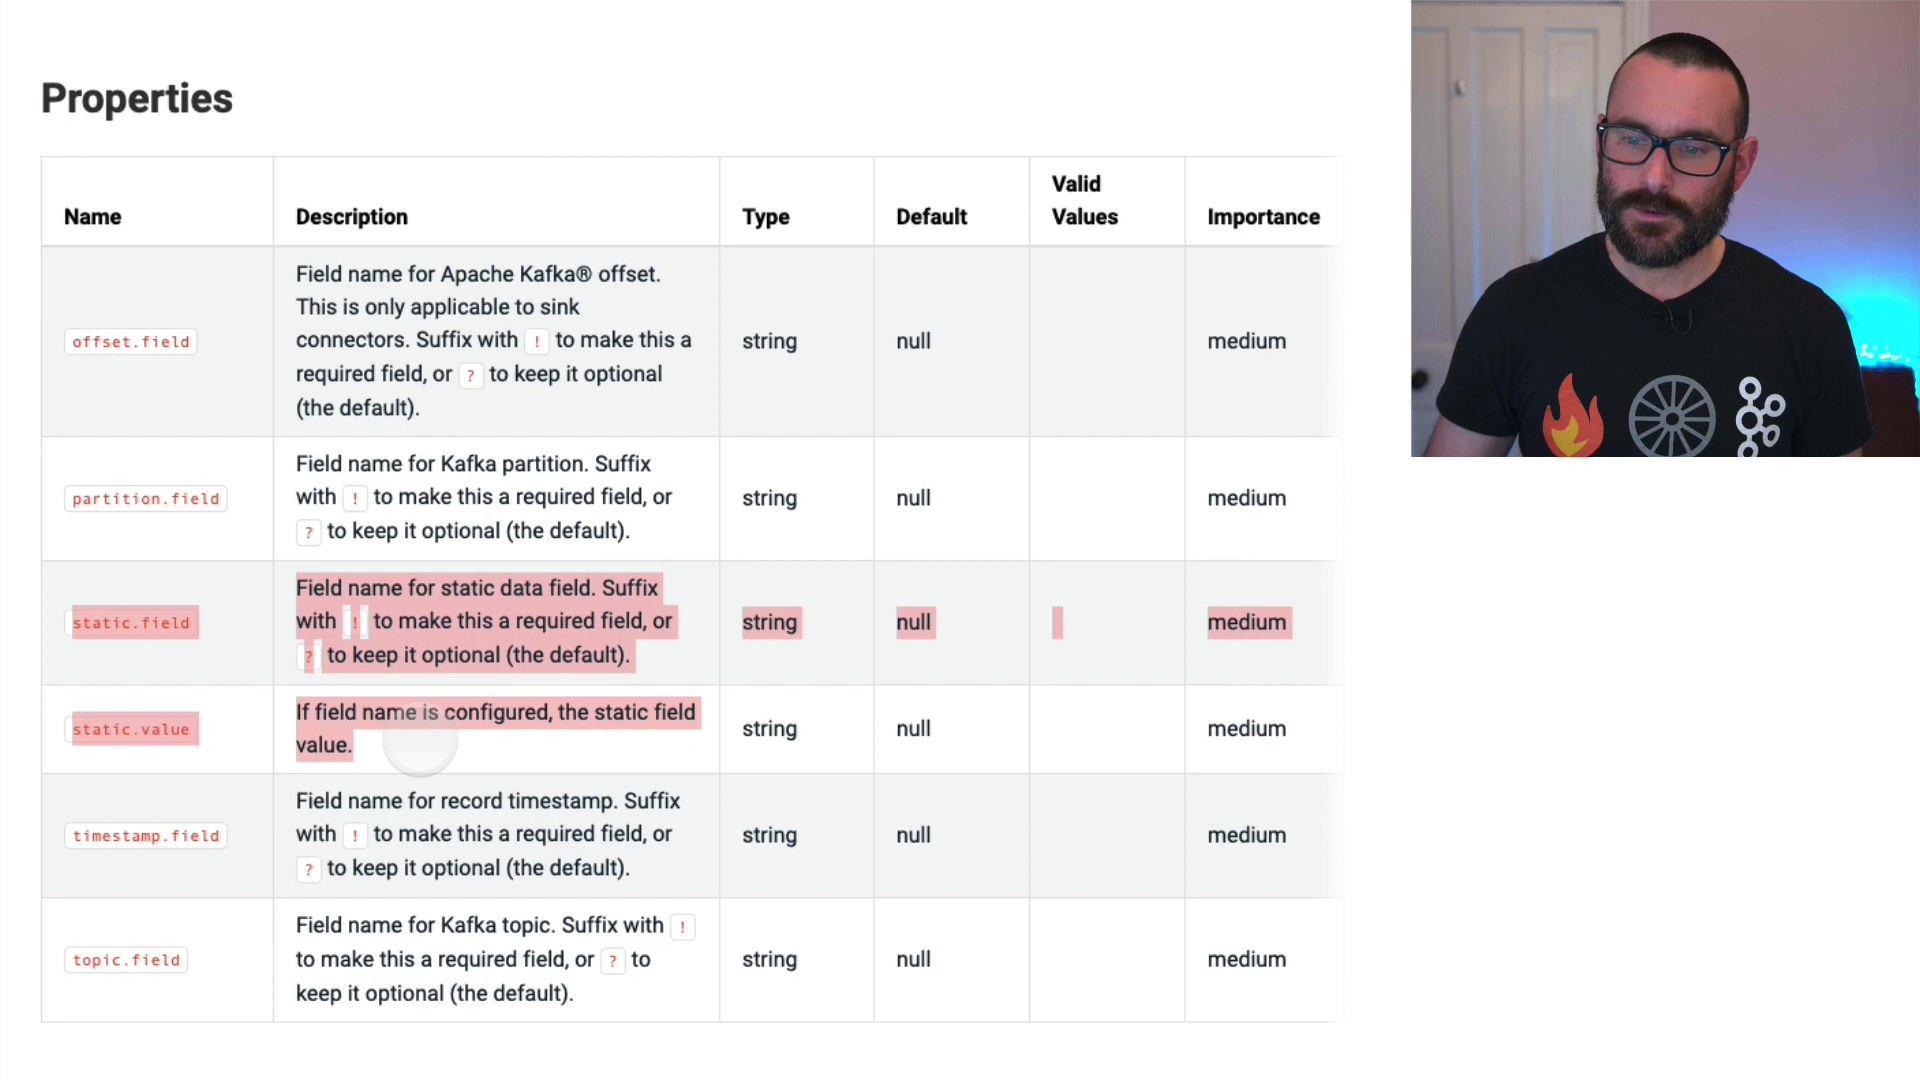 Properties
Name
Description
Type
Default
Valid
Values
Importance
offset.field
Field name for Apache Kafka® offset.
This is only applicable to sink
connectors. Suffix with ! to make this a
required field, or ? to keep it optional
(the default).
string
null
medium
partition.field
Field name for Kafka partition. Suffix
with ! to make this a required field, or
? to keep it optional (the default).
string
null
medium
static.field
Field name for static data field. Suffix
with ! to make this a required field, or
? to keep it optional (the default).
string
null
medium
static.value
If field name is configured, the static field
value.
string
null
medium
timestamp.field
Field name for record timestamp. Suffix
with ! to make this a required field, or
? to keep it optional (the default).
string
null
medium
topic.field
Field name for Kafka topic. Suffix with !
to make this a required field, or ? to
keep it optional (the default).
string
null
medium